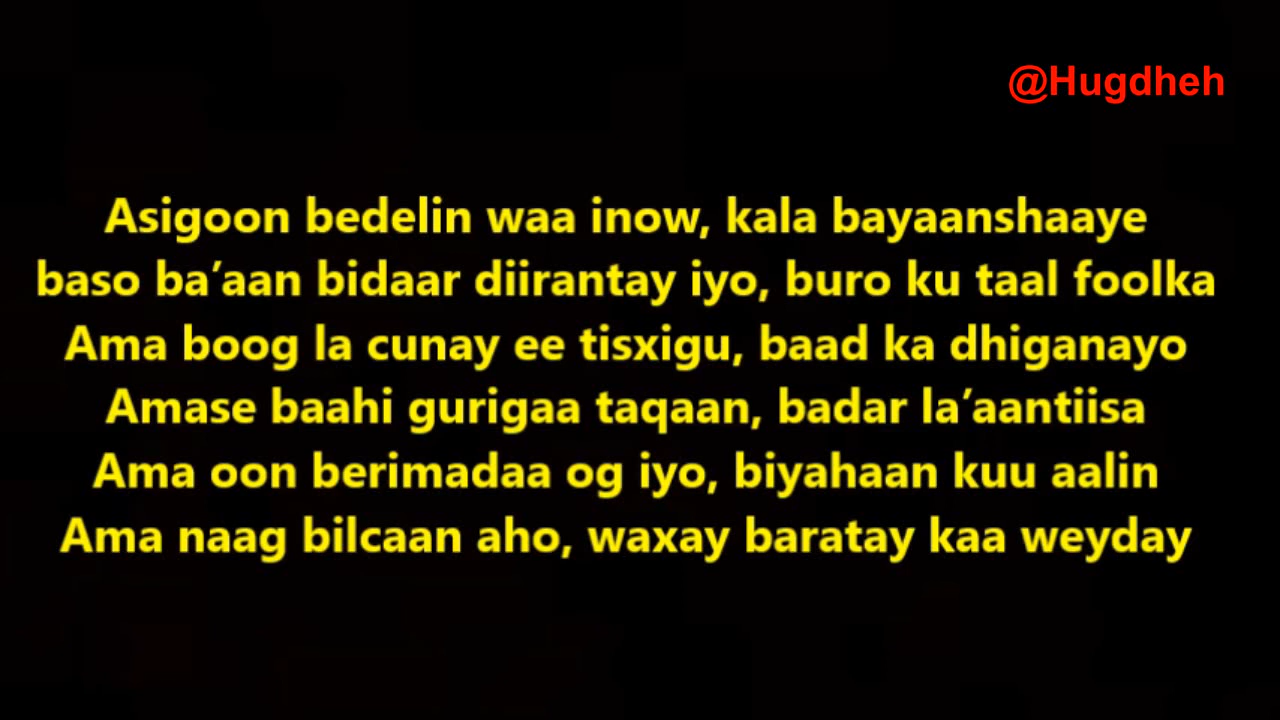 @Hugdheh
Asigoon bedelin waa inow, kala bayaanshaaye
baso ba’aan bidaar diirantay iyo, buro ku taal foolka
Ama boog la cunay ee tisxigu, baad ka dhiganayo
Amase baahi gurigaa taqaan, badar la’aantiisa
Ama oon berimadaa og iyo, biyahaan kuu aalin
Ama naag bilcaan aho, waxay baratay kaa weyday